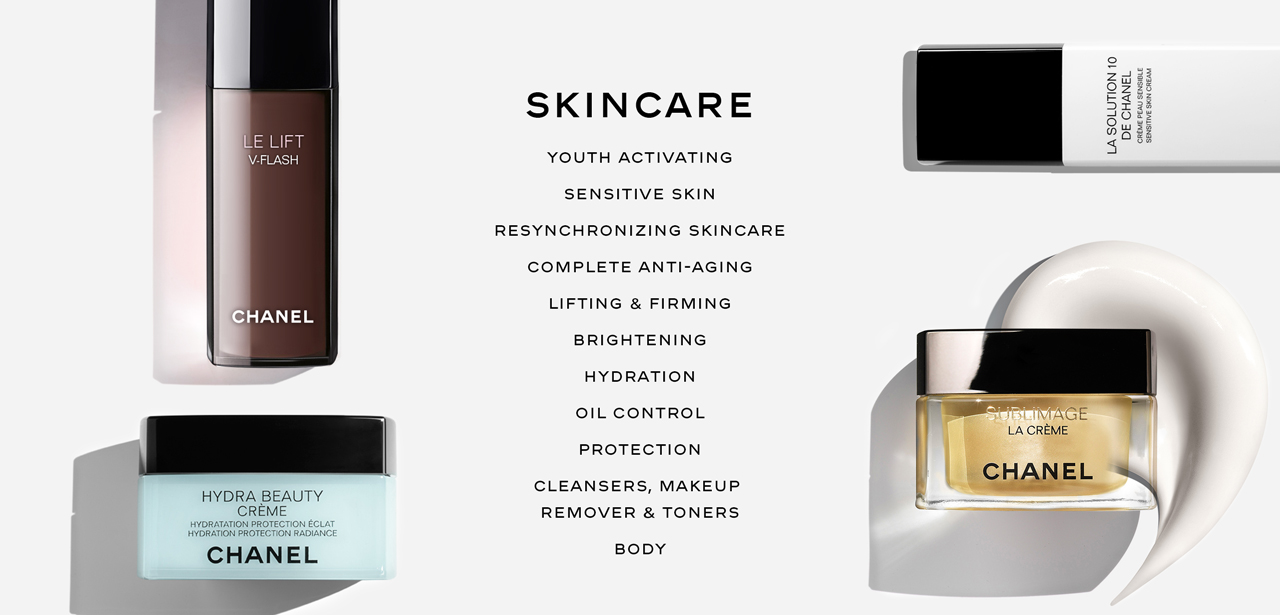 LE LIFT
V-FLASH
CHANEL
HYDRA BEAUTY
CRÈME
HYDRATATION PROTECTION ÉCLAT
HYDRATION PROTECTION RADIANCE
CHANEL
SKINCARE
YOUTH ACTIVATING
SENSITIVE SKIN
RESYNCHRONIZING SKINCARE
COMPLETE ANTI-AGING
LIFTING & FIRMING
BRIGHTENING
HYDRATION
OIL CONTROL
PROTECTION
CLEANSERS, MAKEUP
REMOVER & TONERS
BODY
LA SOLUTION 10
DE CHANEL
CRÈME PEAU SENSIBLE
SENSITIVE SKIN CREAM
SUBLIMAGE
LA CRÈME
CHANEL